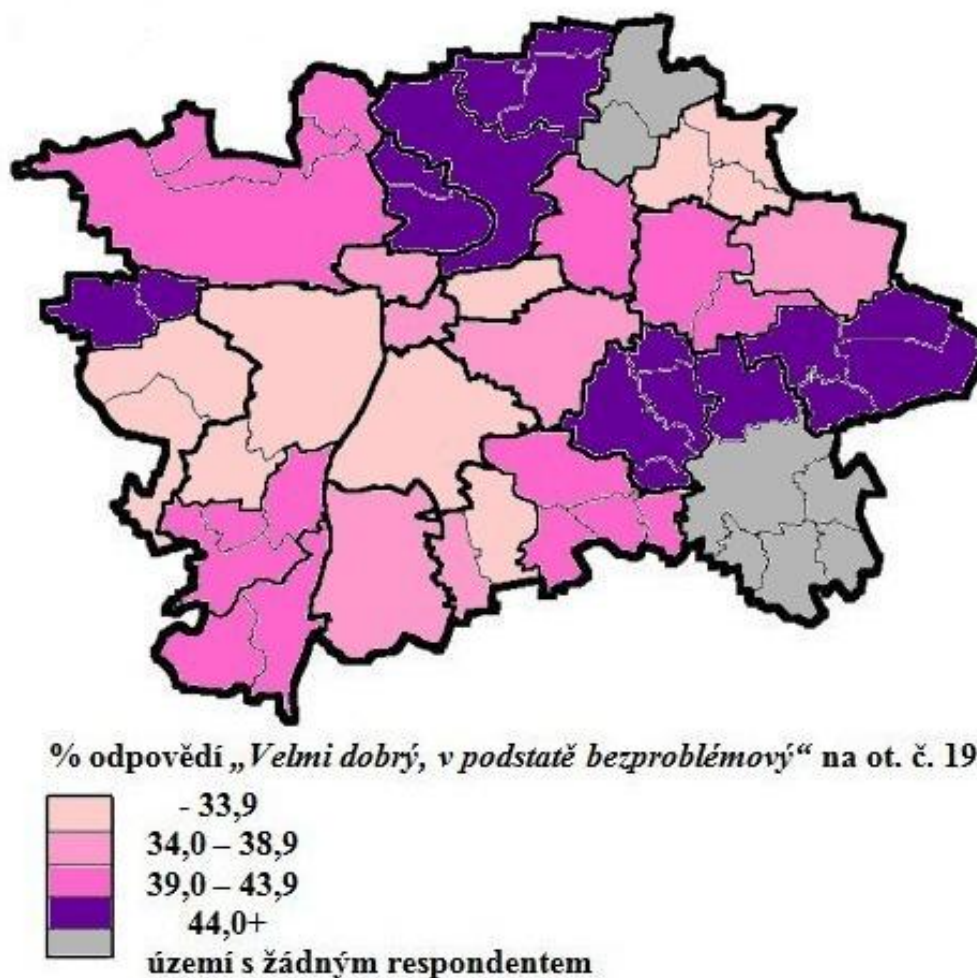 % odpovědí „Velmi dobrý, v podstatě bezproblémový“ na ot. č. 19
- 33,9
34,0 – 38,9
39,0 – 43,9
44,0+
území s žádným respondentem